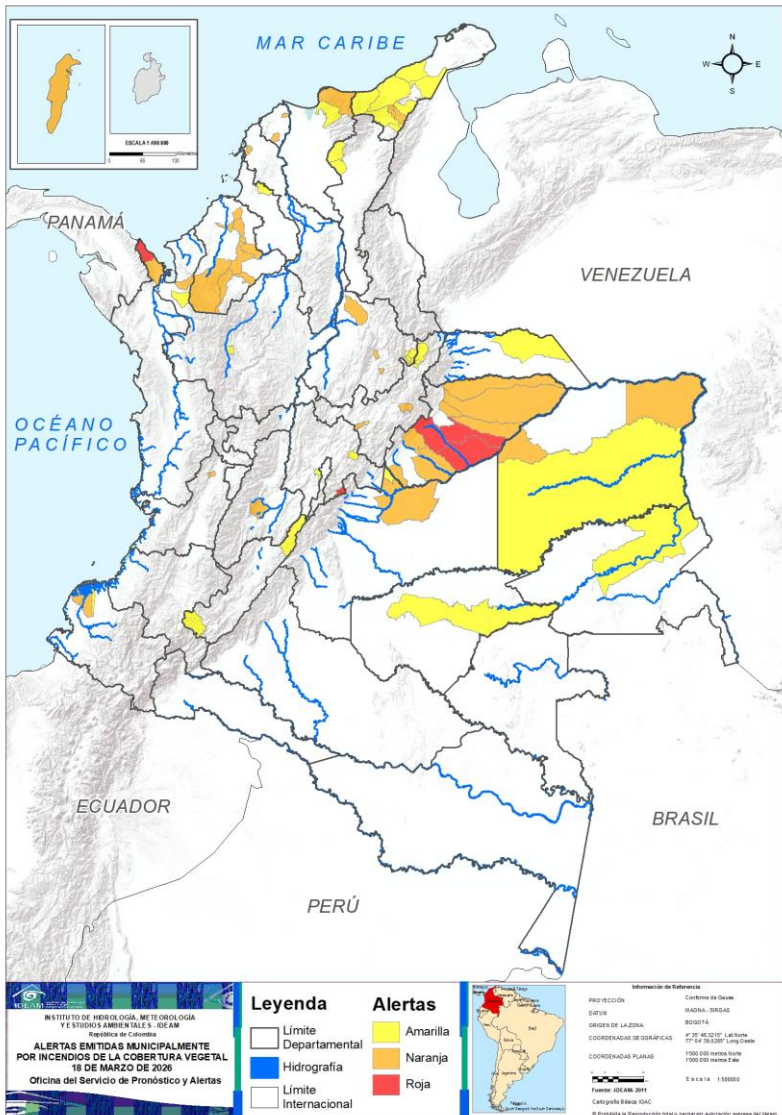 MAR CARIBE
N
W
E
S
ESCALA 1:400 000
PANAMÁ
VENEZUELA
OCÉANO
PACÍFICO
ECUADOR
BRASIL
PERÚ
IDEAM
INSTITUTO DE HIDROLOGÍA, METEOROLOGÍA
Y ESTUDIOS AMBIENTALES - IDEAM
República de Colombia
ALERTAS EMITIDAS MUNICIPALMENTE
POR INCENDIOS DE LA COBERTURA VEGETAL
18 DE MARZO DE 2026
Oficina del Servicio de Pronóstico y Alertas
Leyenda
Límite
Departamental
Hidrografía
Límite
Internacional
Alertas
Amarilla
Naranja
Roja
Información de Referencia
PROYECCIÓN Conforme de Gauss
DATUM MAGNA - SIRGAS
ORIGEN DE LA ZONA BOGOTÁ
COORDENADAS GEOGRÁFICAS
COORDENADAS PLANAS 1'000.000 metros Norte
1'000.000 metros Este
Fuente: IDEAM 2011
Cartografía Básica IGAC